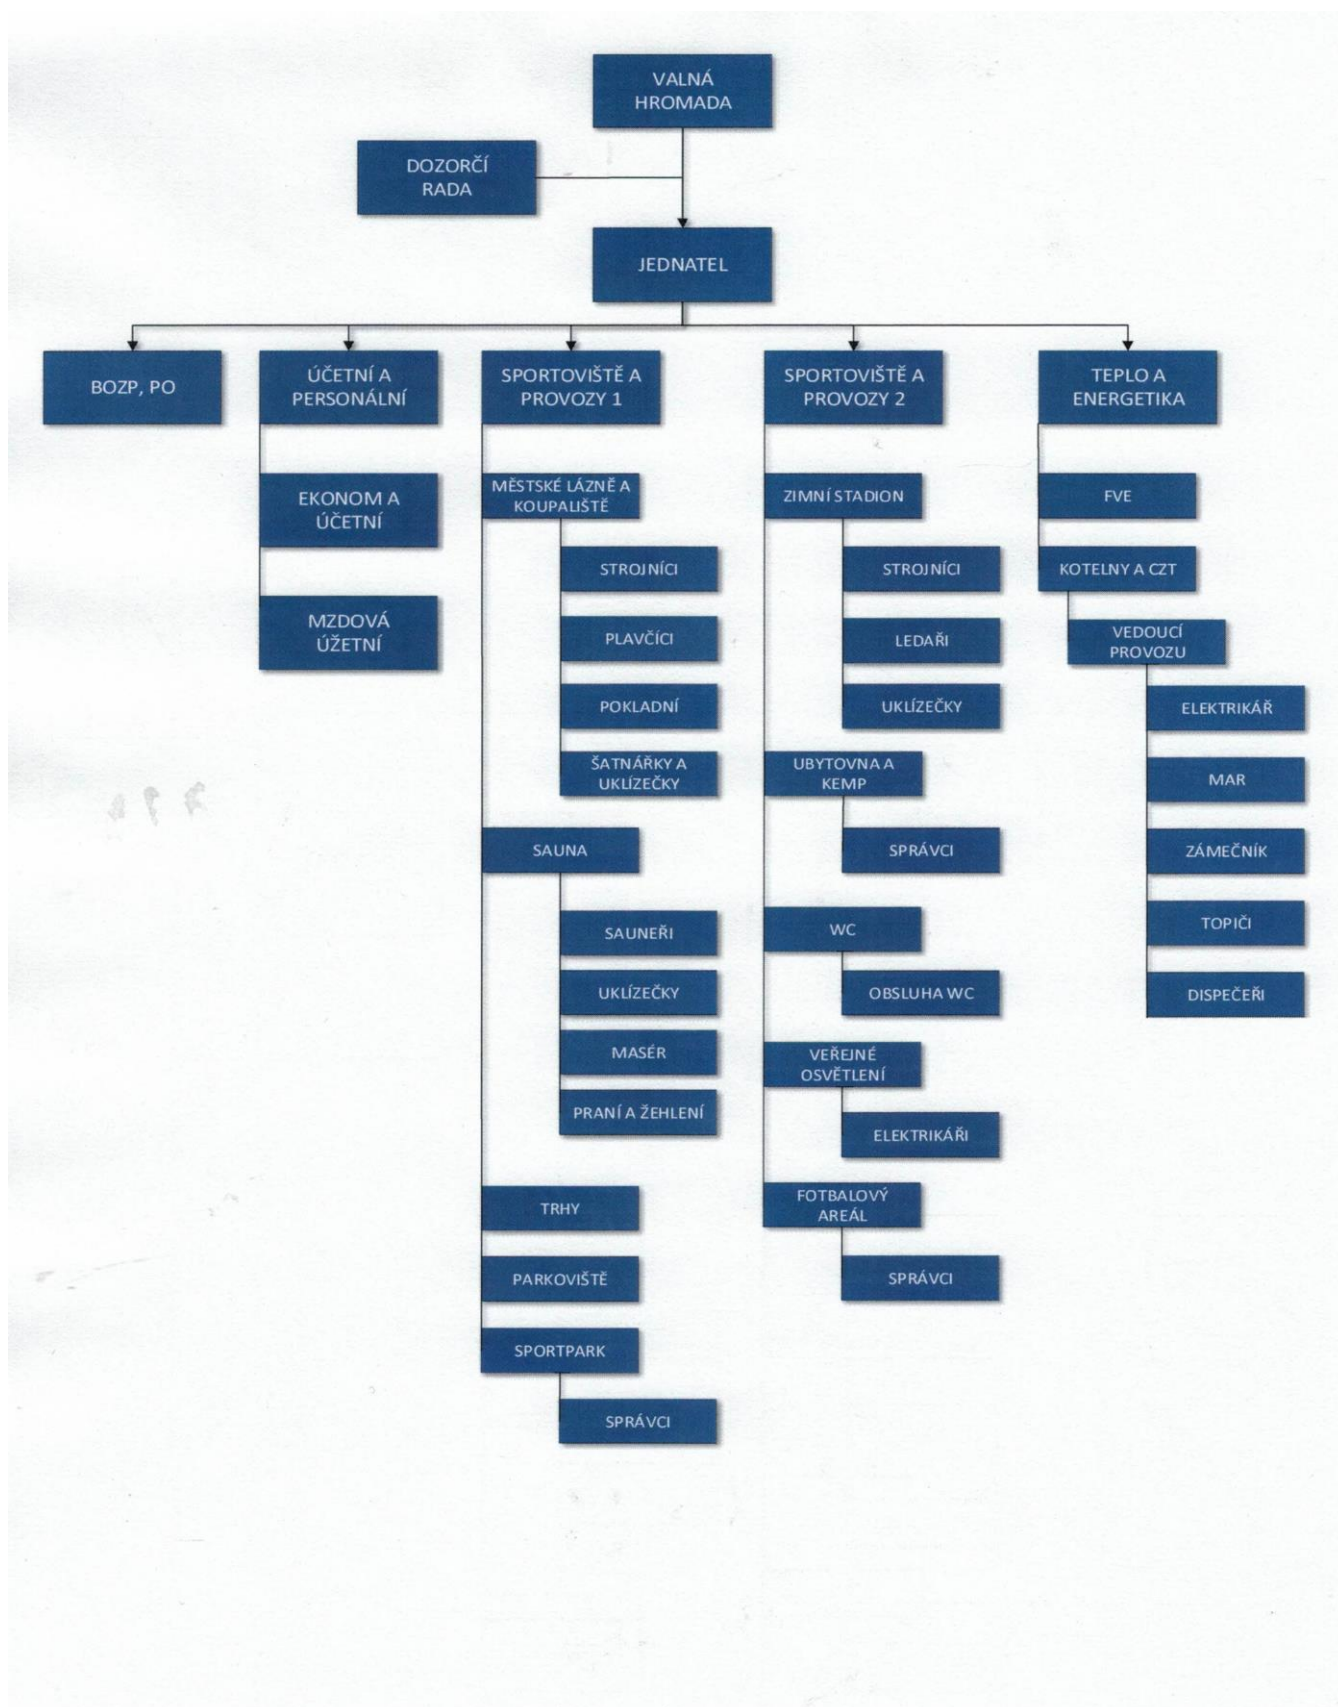 VALNÁ
HROMADA
DOZORČÍ
RADA
JEDNATEL
BOZP, PO
ÚČETNÍ A
PERSONÁLNÍ
EKONOM A
ÚČETNÍ
MZDOVÁ
ÚŽETNÍ
SPORTOVIŠTĚ A
PROVOZY 1
MĚSTSKÉ LÁZNĚ A
KOUPALIŠTĚ
STROJNÍCI
PLAVČÍCI
POKLADNÍ
ŠATNÁŘKY A
UKLÍZEČKY
SAUNA
SAUNEŘI
UKLÍZEČKY
MASÉR
PRANÍ A ŽEHLENÍ
TRHY
PARKOVIŠTĚ
SPORTPARK
SPRÁVCI
SPORTOVIŠTĚ A
PROVOZY 2
ZIMNÍ STADION
STROJNÍCI
LEDAŘI
UKLÍZEČKY
UBYTOVNA A
KEMP
SPRÁVCI
WC
OBSLUHA WC
VEŘEJNÉ
OSVĚTLENÍ
ELEKTRIKÁŘI
FOTBALOVÝ
AREÁL
SPRÁVCI
TEPLO A
ENERGETIKA
FVE
KOTELNY A CZT
VEDOUCÍ
PROVOZU
ELEKTRIKÁŘ
MAR
ZÁMEČNÍK
TOPIČI
DISPEČEŘI